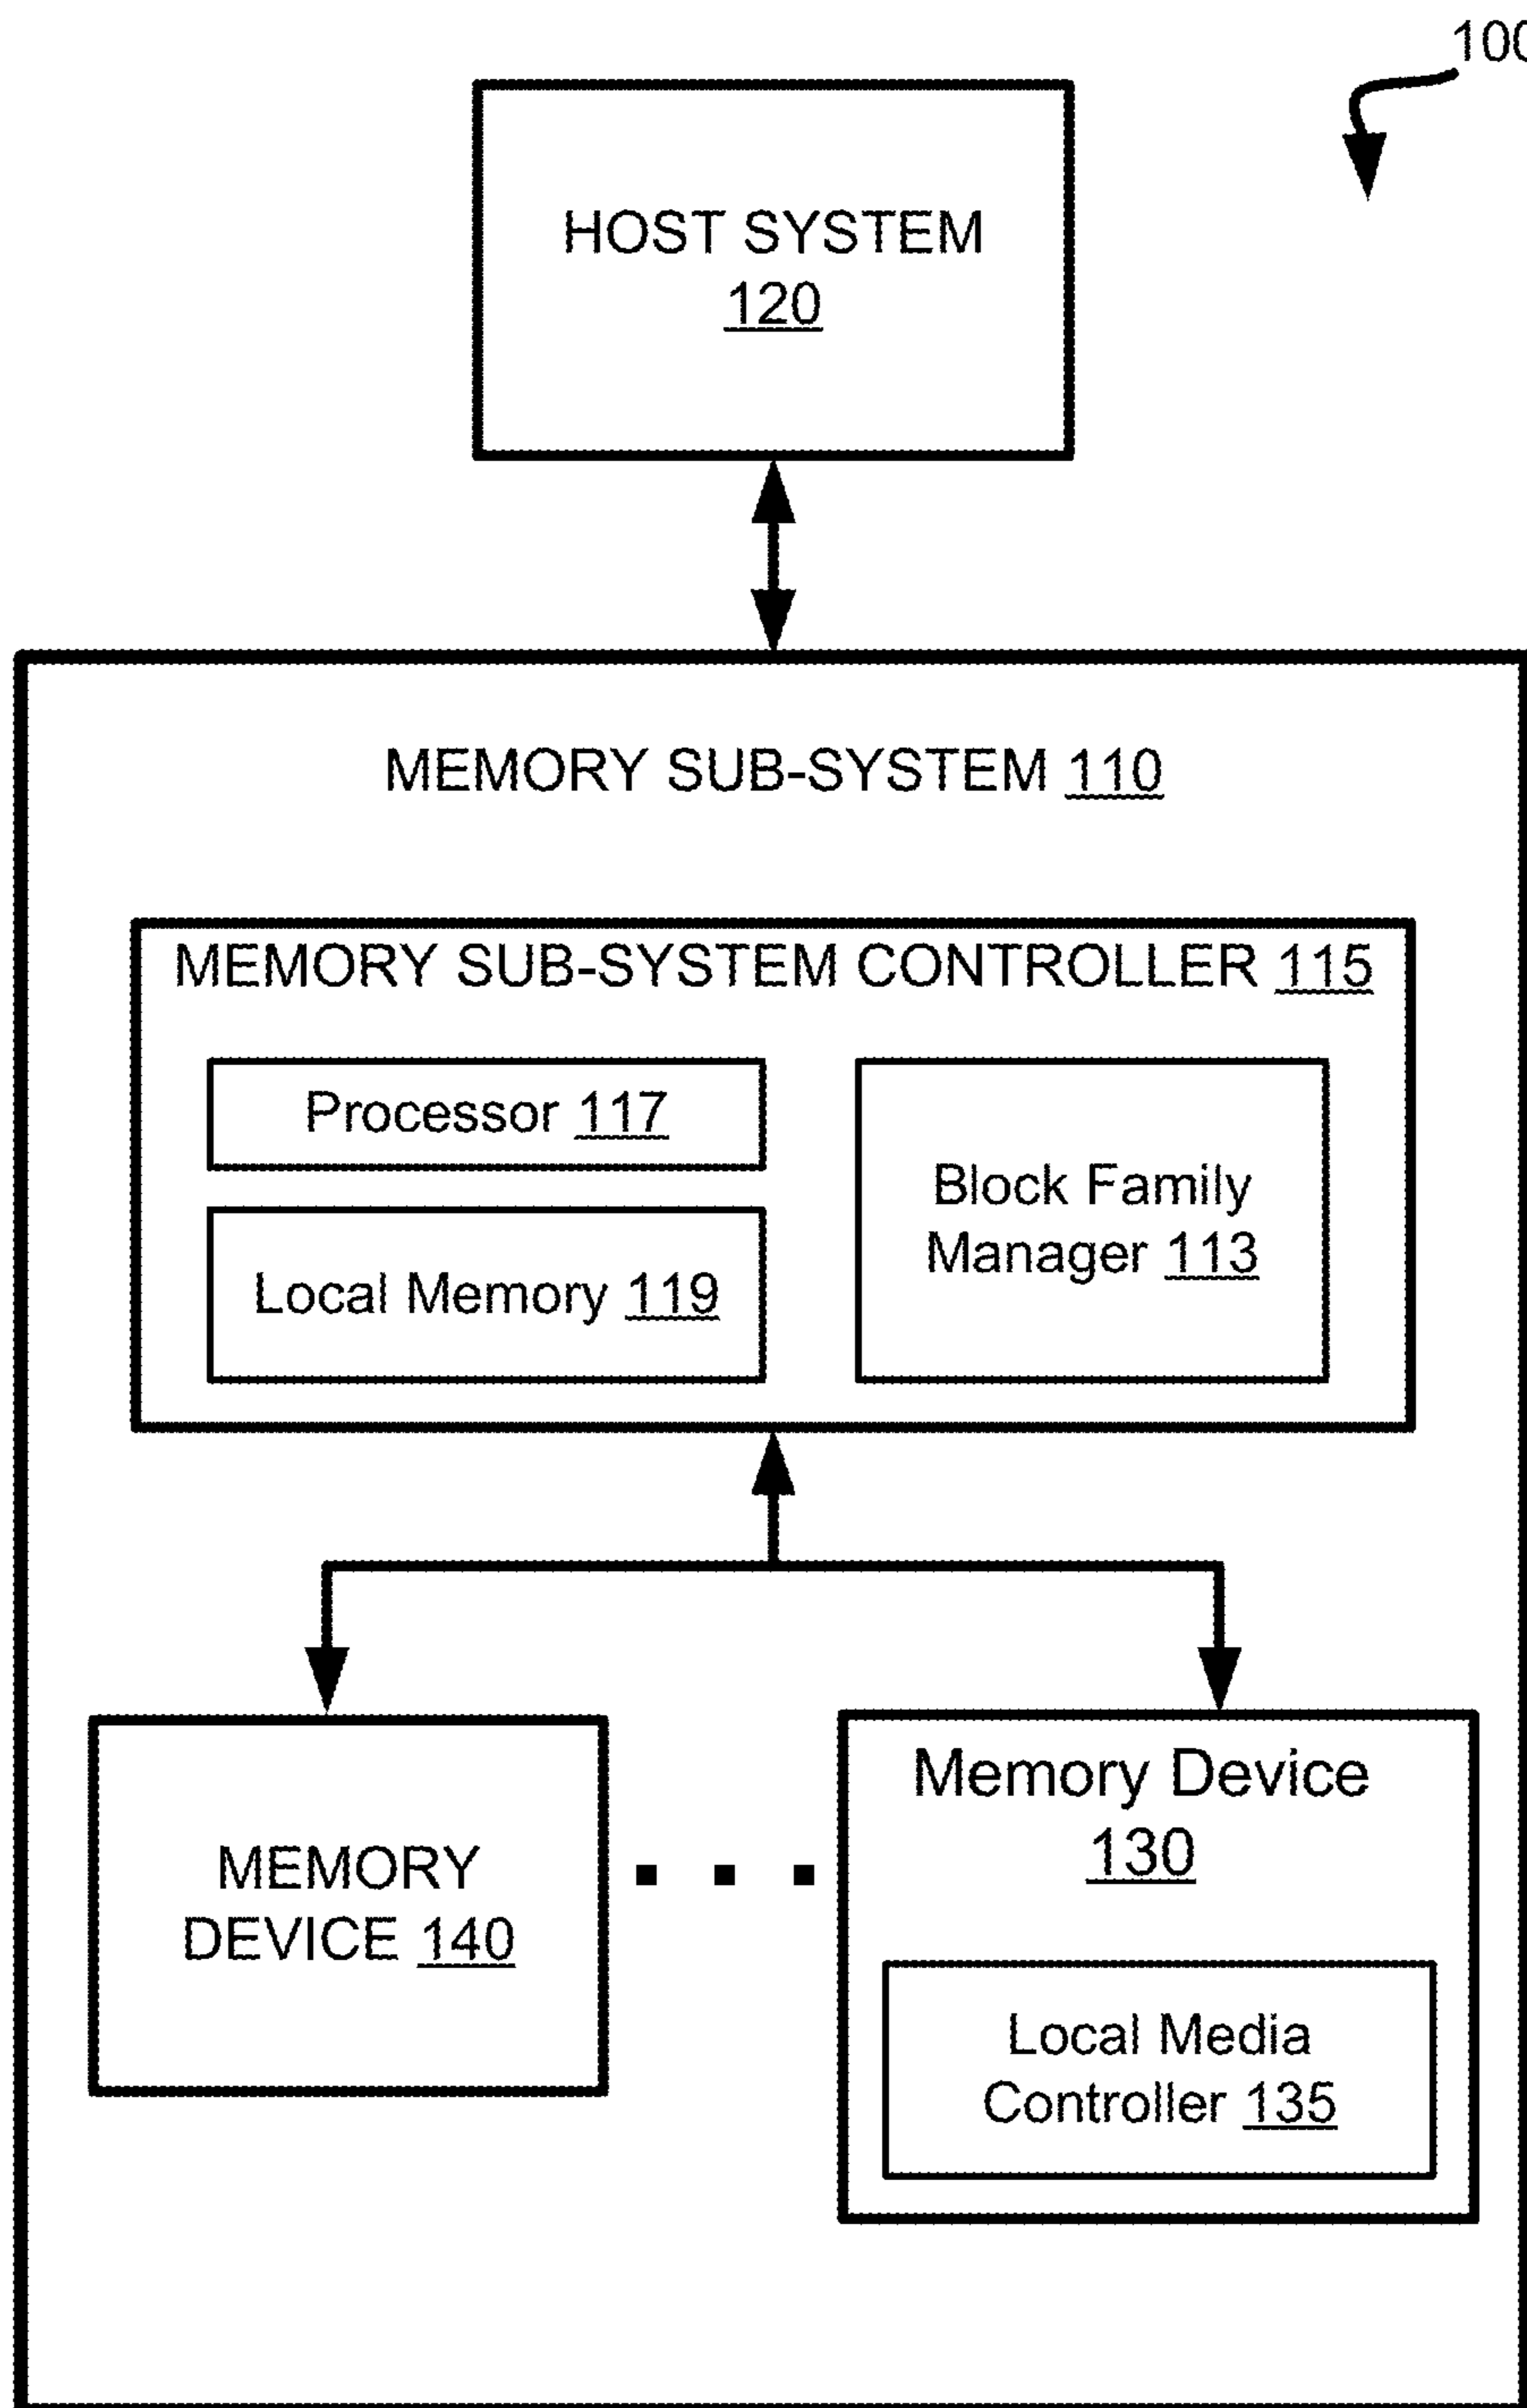 100
HOST SYSTEM
120
MEMORY SUB-SYSTEM 110
MEMORY SUB-SYSTEM CONTROLLER 115
Processor 117
Local Memory 119
Block Family
Manager 113
MEMORY
DEVICE 140
Memory Device
130
Local Media
Controller 135